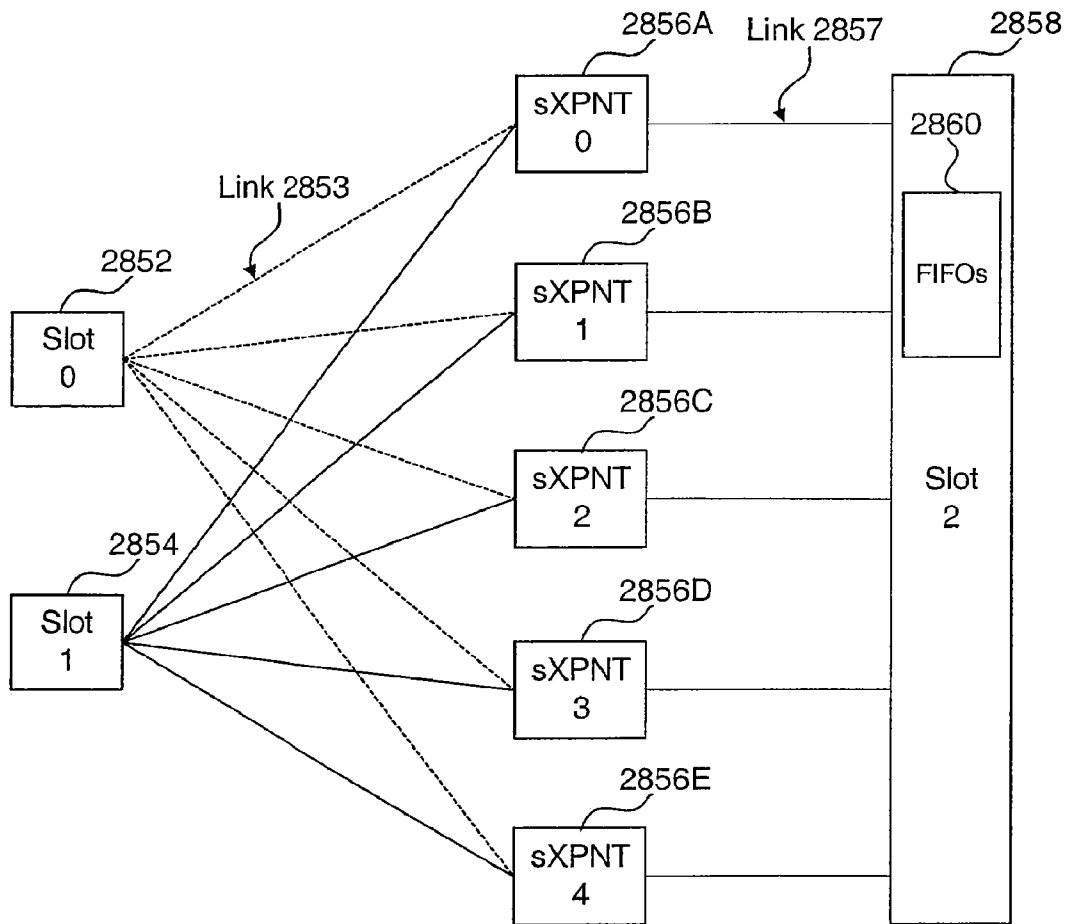 2856A
Link 2857
2858
sXPNT
0
2860
Link 2853
2856B
2852
sXPNT
1
FIFOs
Slot
0
2856C
sXPNT
2
Slot
2
2854
2856D
Slot
1
sXPNT
3
2856E
sXPNT
4